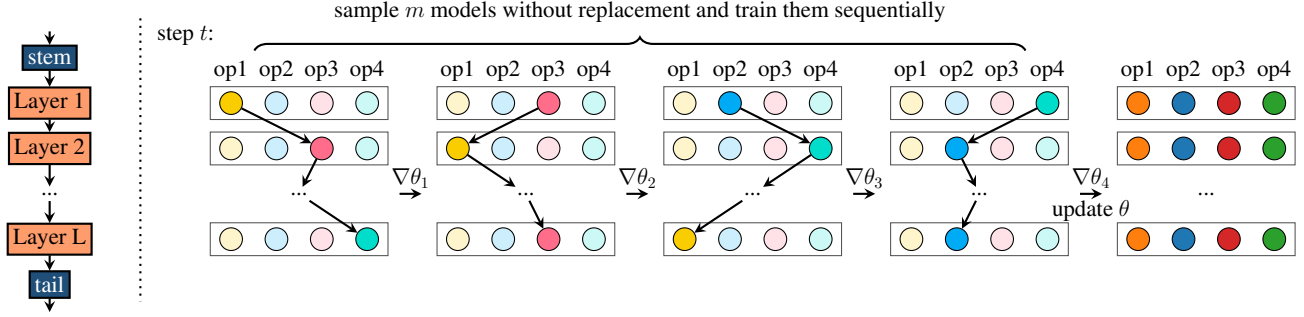 sample m models without replacement and train them sequentially
step t:
stem
Layer 1
Layer 2
...
Layer L
tail
op1 op2 op3 op4
...
∇θ₁
op1 op2 op3 op4
...
∇θ₂
op1 op2 op3 op4
...
∇θ₃
op1 op2 op3 op4
...
∇θ₄
update θ
op1 op2 op3 op4
...